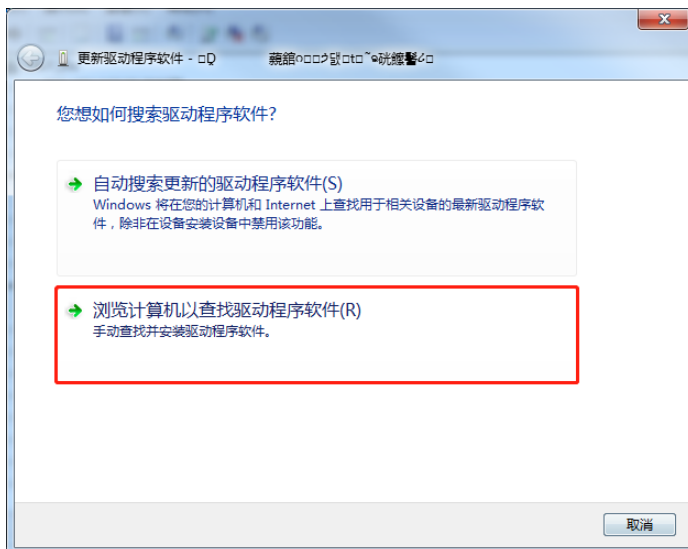 更新驱动程序软件 -
您想如何搜索驱动程序软件?
自动搜索更新的驱动程序软件(S)
Windows 将在您的计算机和 Internet 上查找用于相关设备的最新驱动程序软
件，除非在设备安装设备中禁用该功能。
浏览计算机以查找驱动程序软件(R)
手动查找并安装驱动程序软件。
取消